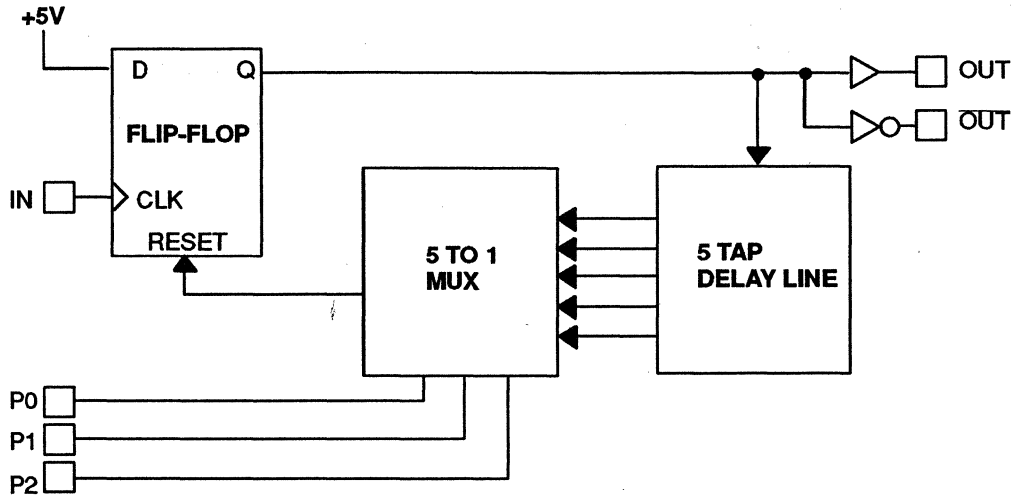 +5V
D
Q
FLIP-FLOP
IN
CLK
RESET
OUT
OUT
5 TO 1
MUX
5 TAP
DELAY LINE
P0
P1
P2